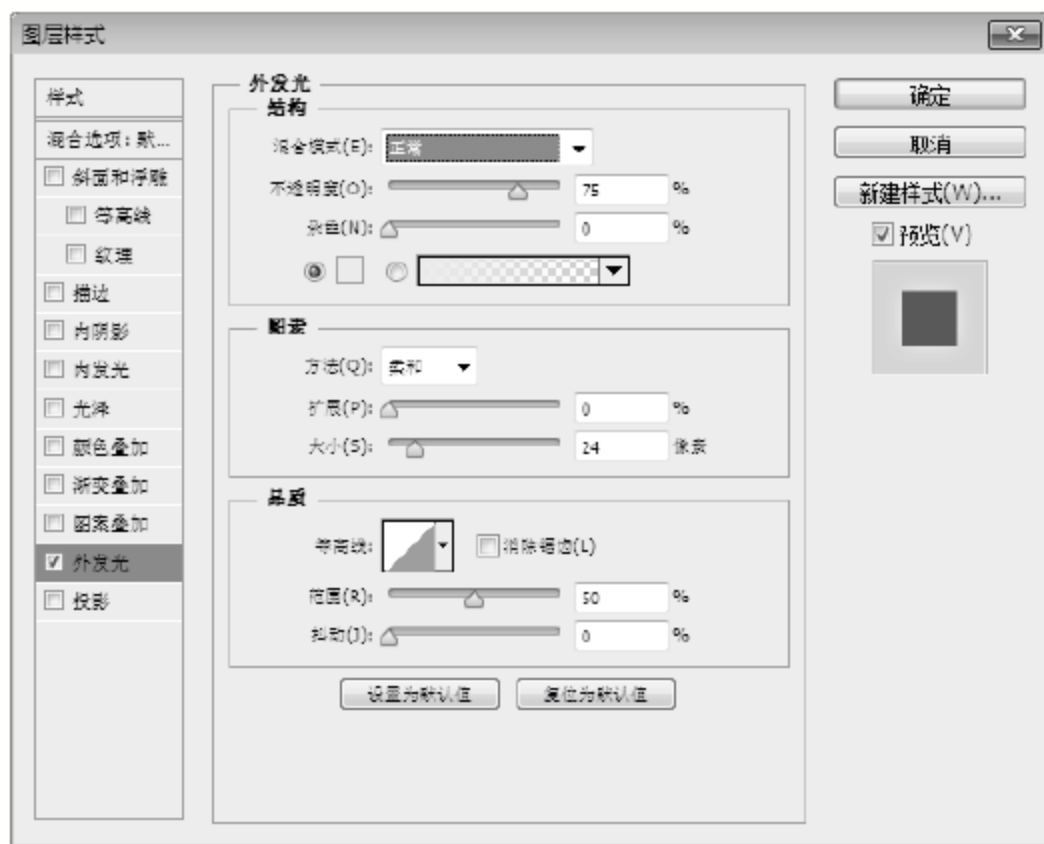 图层样式
样式
混合选项:默...
斜面和浮雕
等高线
纹理
描边
内阴影
内发光
光泽
颜色叠加
渐变叠加
图案叠加
外发光
投影
外发光
结构
混合模式(E): 正常
不透明度(O): 75 %
杂色(N): 0 %
图素
方法(Q): 柔和
扩展(P): 0 %
大小(S): 24 像素
品质
等高线: 消除锯齿(L)
范围(R): 50 %
抖动(J): 0 %
设置为默认值 复位为默认值
确定
取消
新建样式(W)...
预览(V)